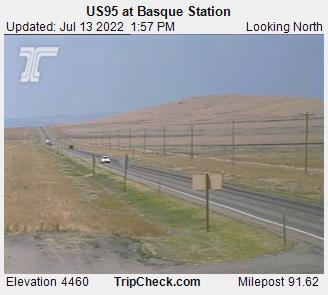 US95 at Basque Station
Updated: Jul 13 2022 1:57 PM Looking North
Elevation 4460 TripCheck.com Milepost 91.62